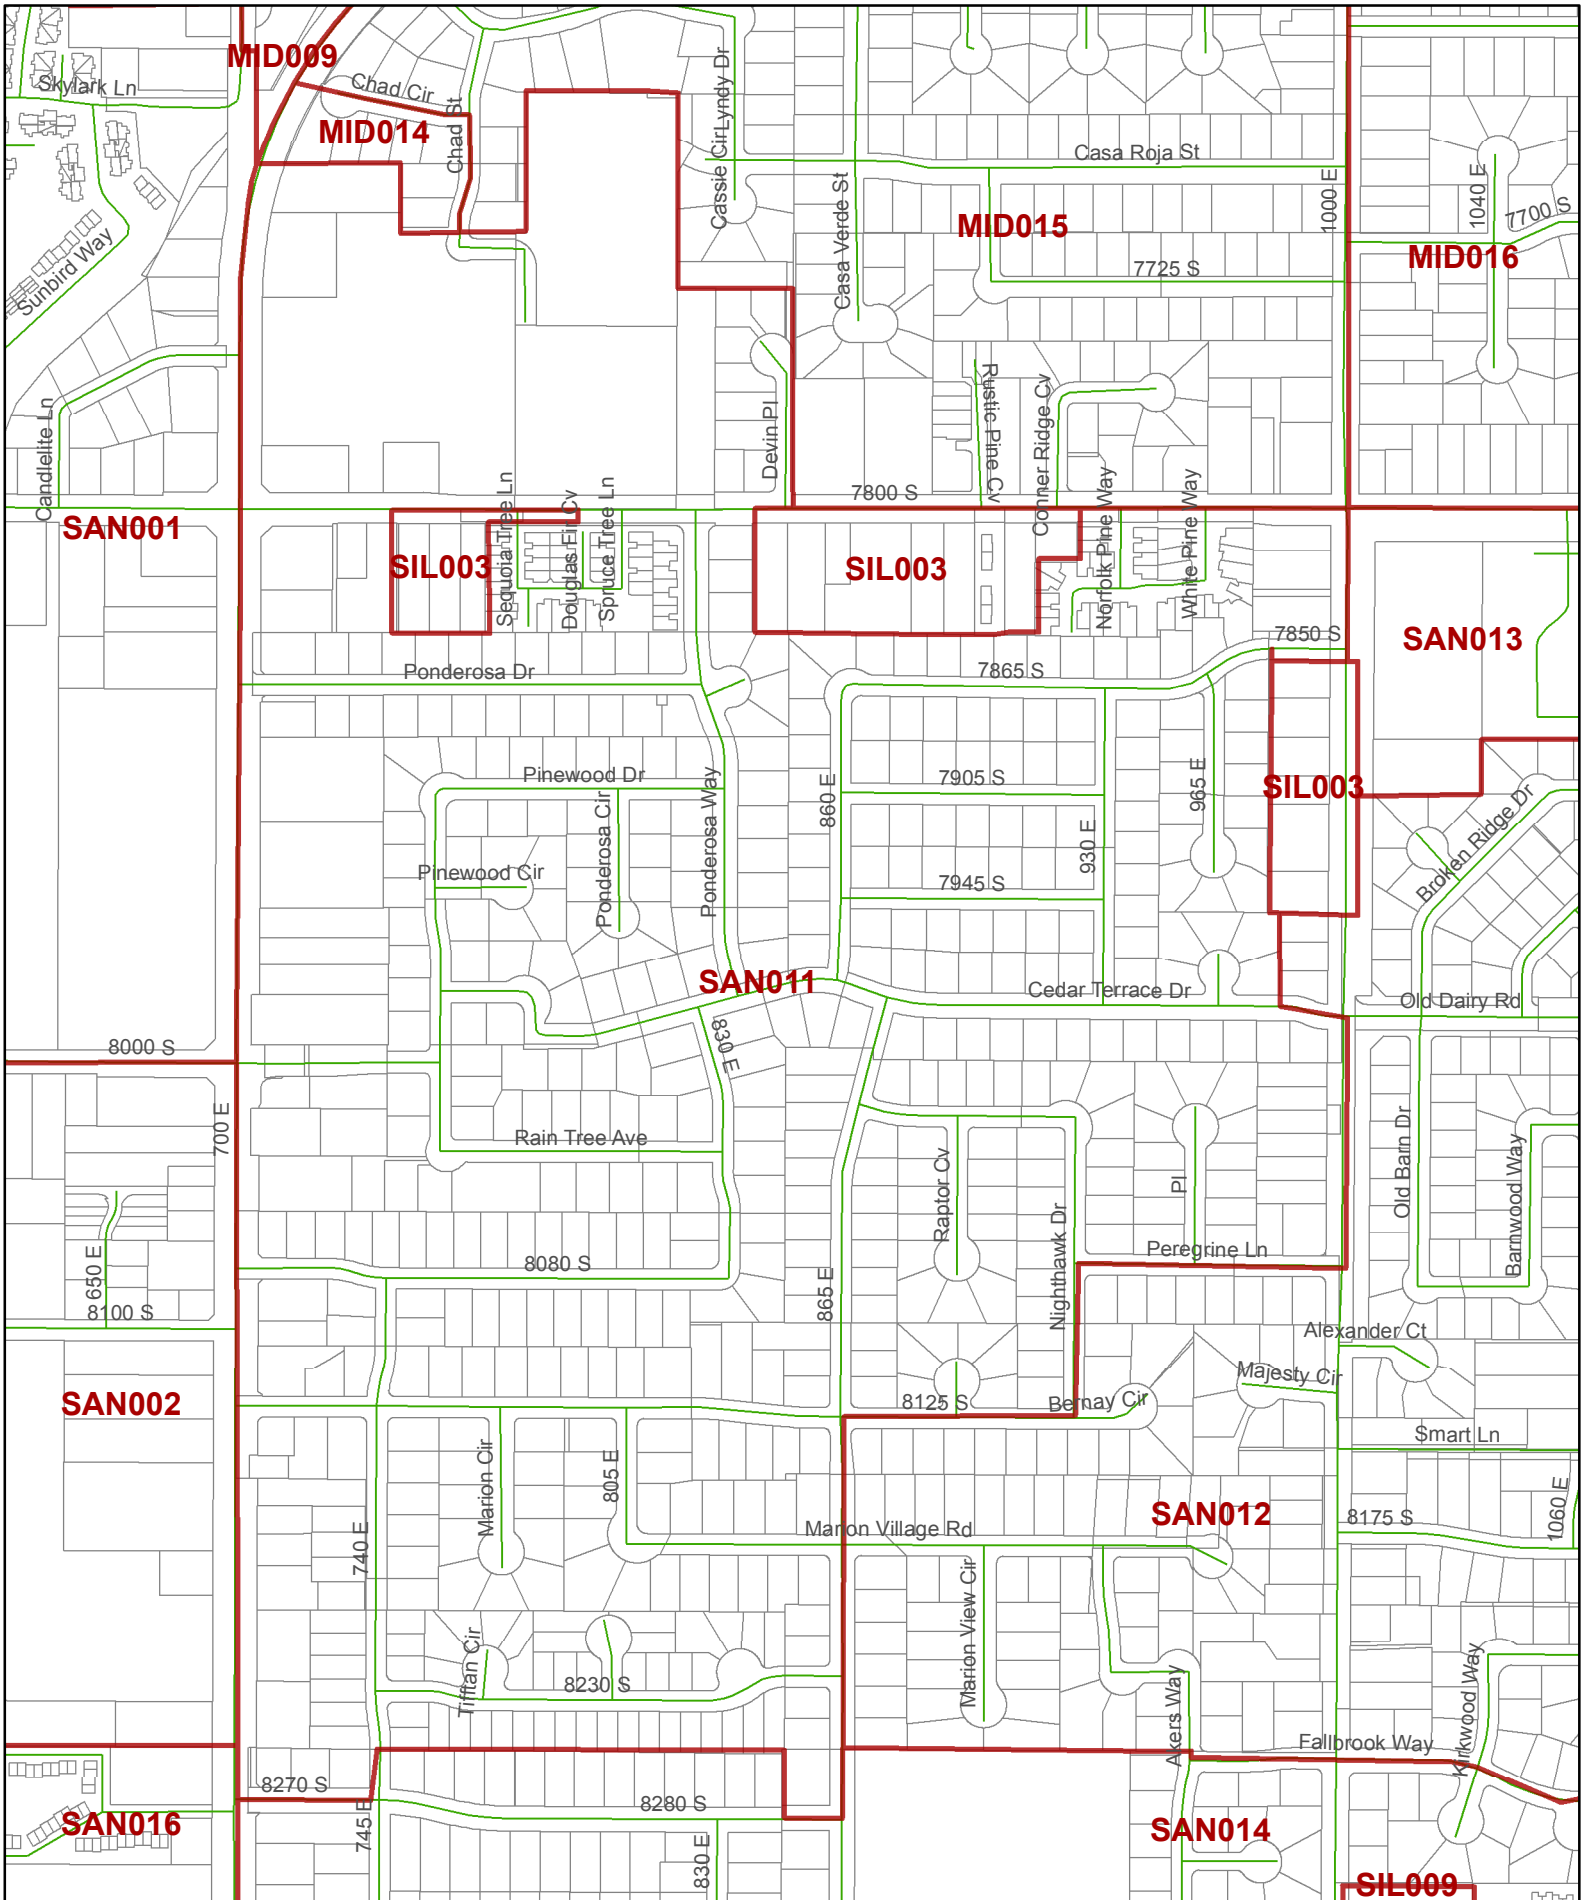 MID009
Skylark Ln
Chad Cir
MID014
Chad St
Lyndy Dr
Cassie Cir
Casa Roja St
1000 E
1040 E
7700 S
MID015
MID016
Casa Verde St
7725 S
Sunbird Way
Candlelite Ln
Devin Pl
Rustic Pine Cv
Conner Ridge Cv
7800 S
Norfolk Pine Way
White Pine Way
SAN001
Sequoia Tree Ln
Douglas Fir Cv
Spruce Tree Ln
SIL003
SIL003
SAN013
7850 S
Ponderosa Dr
7865 S
Pinewood Dr
7905 S
965 E
SIL003
Ponderosa Cir
Ponderosa Way
860 E
930 E
Broken Ridge Dr
Pinewood Cir
7945 S
SAN011
Cedar Terrace Dr
Old Dairy Rd
830 E
8000 S
700 E
Rain Tree Ave
Raptor Cv
Pl
Old Barn Dr
Barnwood Way
Nighthawk Dr
Peregrine Ln
8080 S
650 E
865 E
8100 S
Alexander Ct
Majesty Cir
SAN002
8125 S
Bernay Cir
Smart Ln
Marion Cir
805 E
SAN012
8175 S
1060 E
Marion Village Rd
740 E
Marion View Cir
Tiffian Cir
8230 S
Akers Way
Kirkwood Way
Fallbrook Way
8270 S
8280 S
745 E
830 E
SAN016
SAN014
SIL009